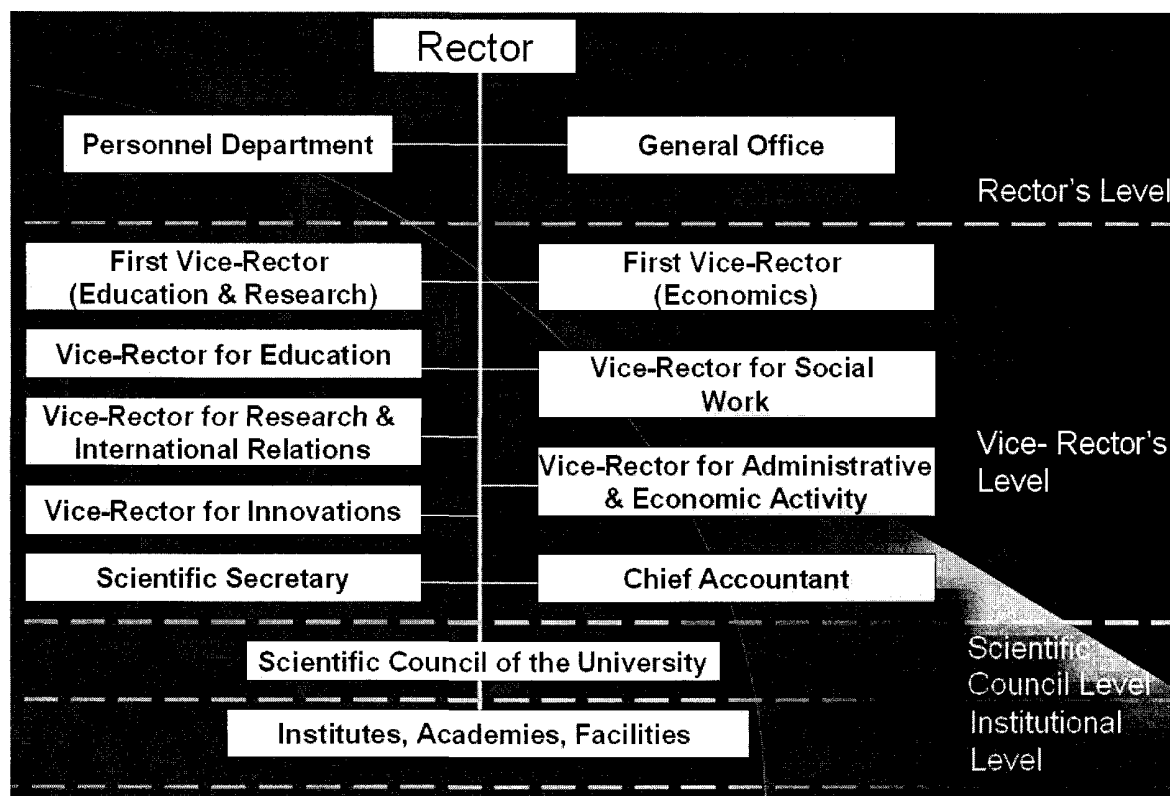 Rector
Personnel Department
General Office
Rector's Level
First Vice-Rector
(Education & Research)
First Vice-Rector
(Economics)
Vice-Rector for Education
Vice-Rector for Social
Work
Vice-Rector for Research &
International Relations
Vice-Rector for Administrative
& Economic Activity
Vice- Rector's
Level
Vice-Rector for Innovations
Scientific Secretary
Chief Accountant
Scientific Council of the University
Scientific
Council Level
Institutes, Academies, Facilities
Institutional
Level